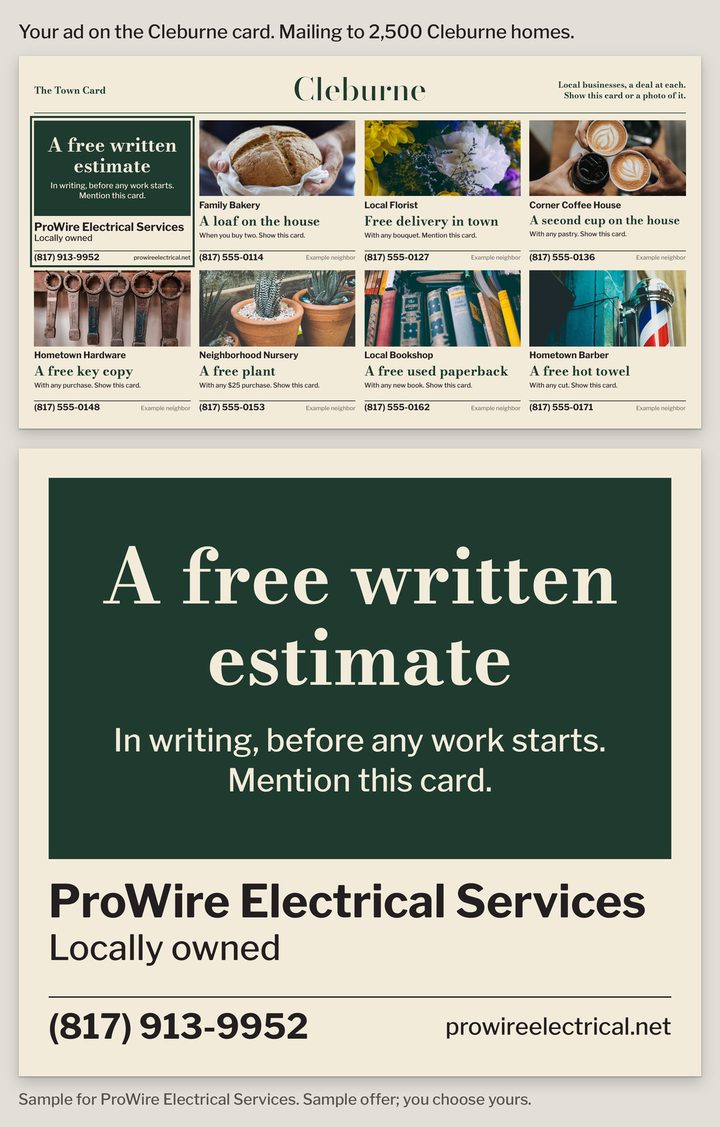 Your ad on the Cleburne card. Mailing to 2,500 Cleburne homes.
The Town Card
Cleburne
Local businesses, a deal at each.
Show this card or a photo of it.
A free written
estimate
In writing, before any work starts.
Mention this card.
ProWire Electrical Services
Locally owned
(817) 913-9952
prowireelectrical.net
Family Bakery
A loaf on the house
When you buy two. Show this card.
(817) 555-0114
Example neighbor
Local Florist
Free delivery in town
With any bouquet. Mention this card.
(817) 555-0127
Example neighbor
Corner Coffee House
A second cup on the house
With any pastry. Show this card.
(817) 555-0136
Example neighbor
Hometown Hardware
A free key copy
With any purchase. Show this card.
(817) 555-0148
Example neighbor
Neighborhood Nursery
A free plant
With any $25 purchase. Show this card.
(817) 555-0153
Example neighbor
Local Bookshop
A free used paperback
With any new book. Show this card.
(817) 555-0162
Example neighbor
Hometown Barber
A free hot towel
With any cut. Show this card.
(817) 555-0171
Example neighbor
A free written
estimate
In writing, before any work starts.
Mention this card.
ProWire Electrical Services
Locally owned
(817) 913-9952
prowireelectrical.net
Sample for ProWire Electrical Services. Sample offer; you choose yours.